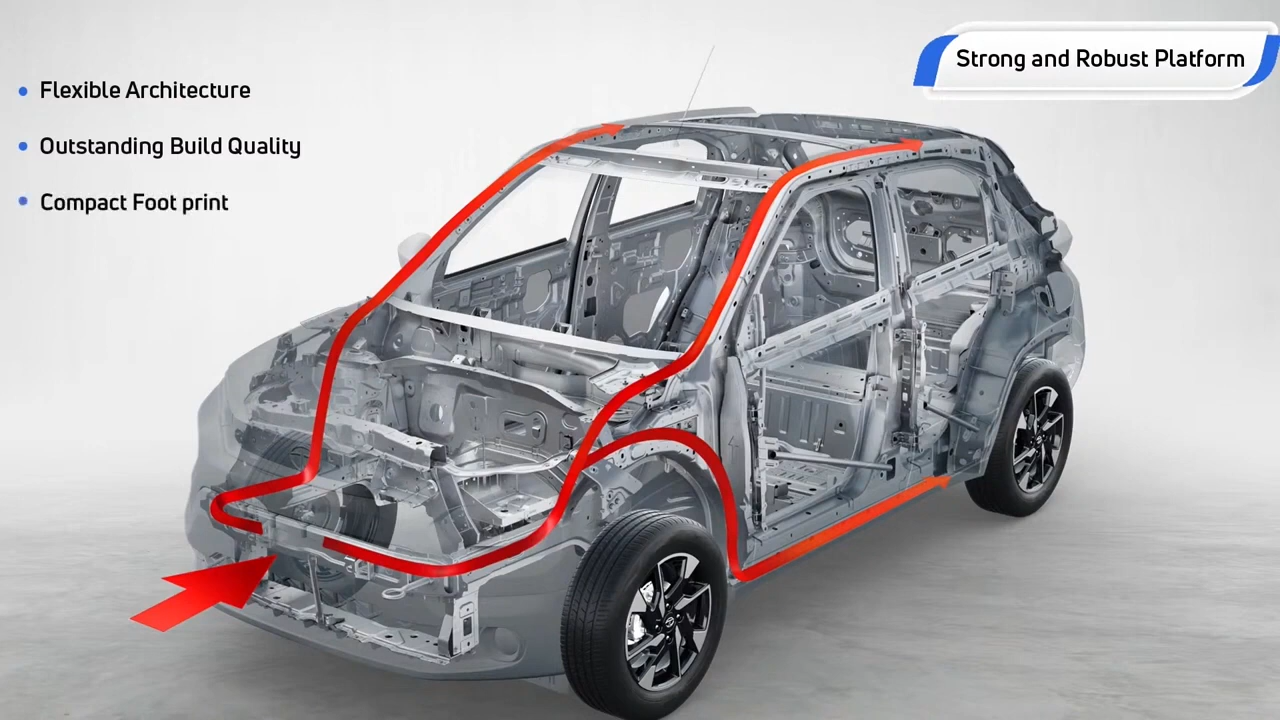 Strong and Robust Platform
Flexible Architecture
Outstanding Build Quality
Compact Foot print